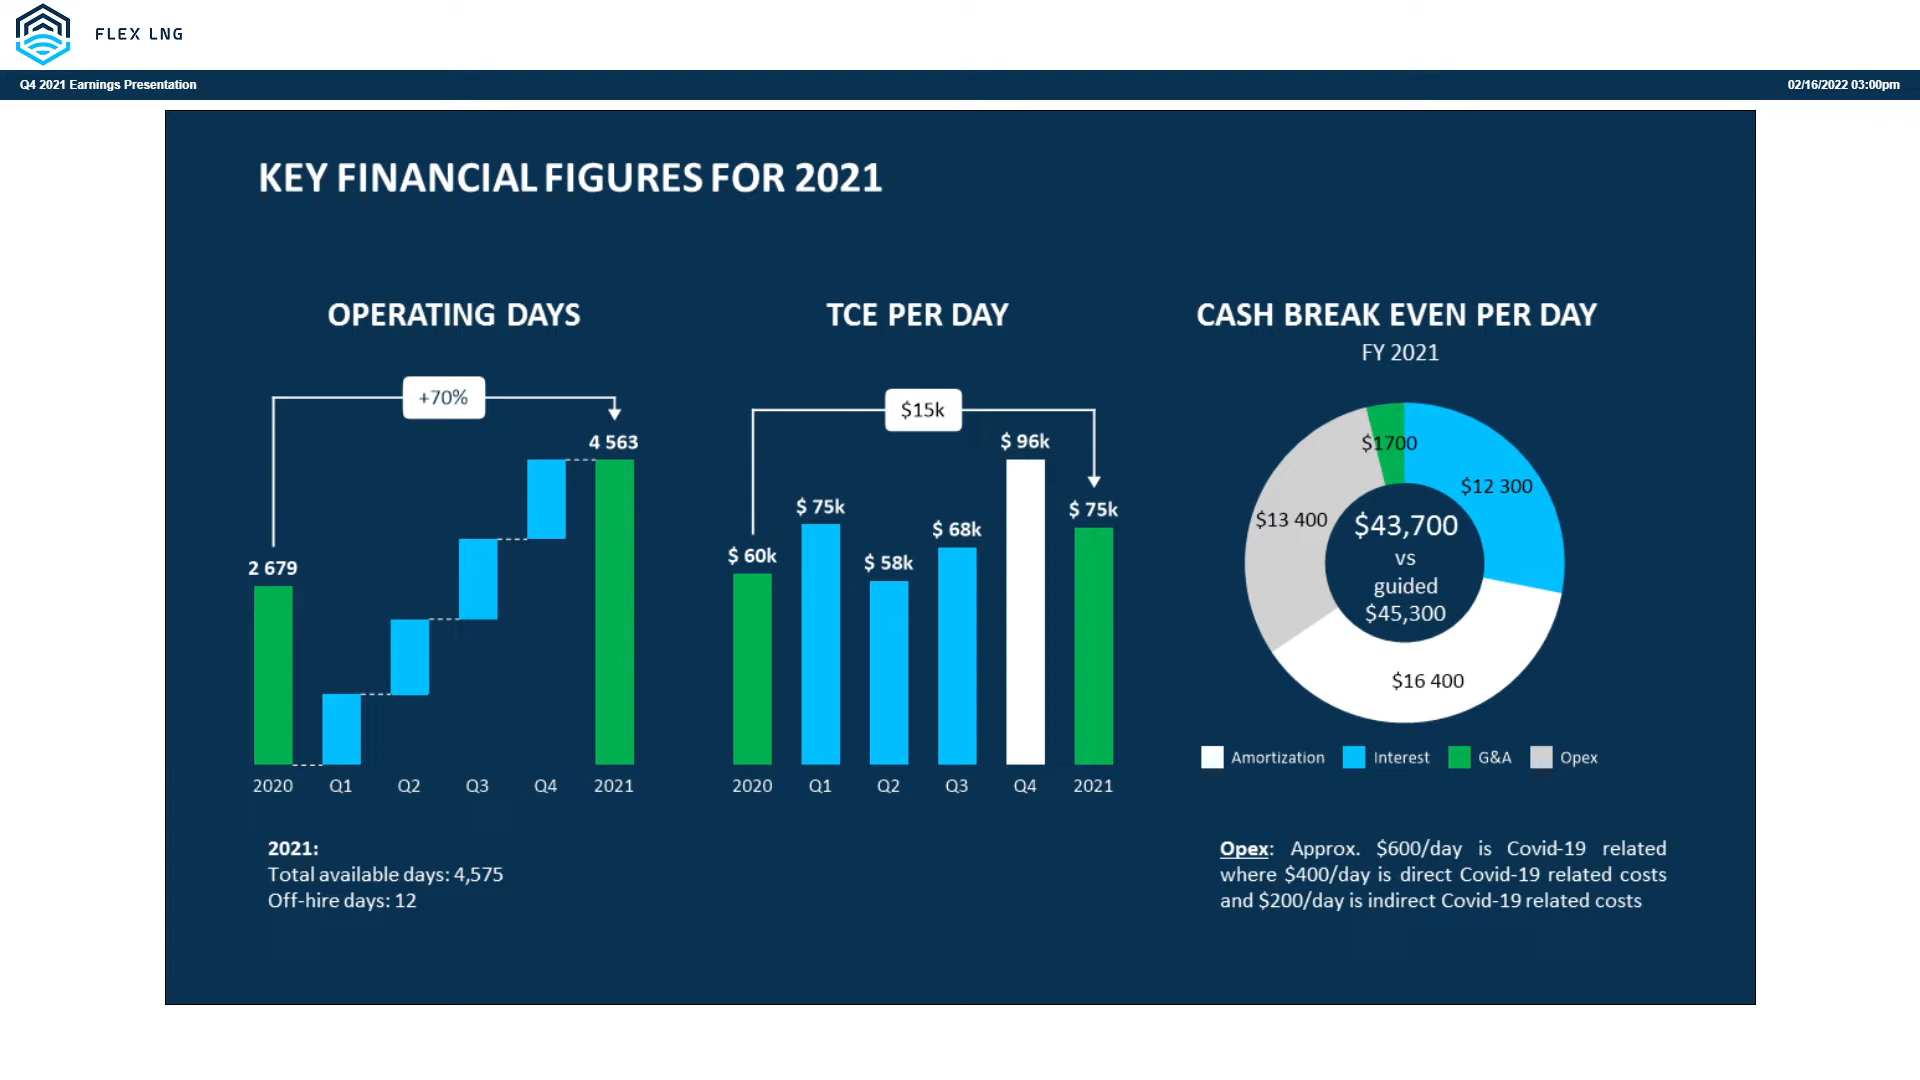 FLEX LNG
Q4 2021 Earnings Presentation
02/16/2022 03:00pm
KEY FINANCIAL FIGURES FOR 2021
OPERATING DAYS
+70%
4 563
2 679
2020 Q1 Q2 Q3 Q4 2021
2021:
Total available days: 4,575
Off-hire days: 12
TCE PER DAY
$15k
$ 60k
$ 75k
$ 58k
$ 68k
$ 96k
$ 75k
2020 Q1 Q2 Q3 Q4 2021
CASH BREAK EVEN PER DAY
FY 2021
$1700
$12 300
$13 400
$43,700
vs
guided
$45,300
$16 400
Amortization Interest G&A Opex
Opex: Approx. $600/day is Covid-19 related
where $400/day is direct Covid-19 related costs
and $200/day is indirect Covid-19 related costs